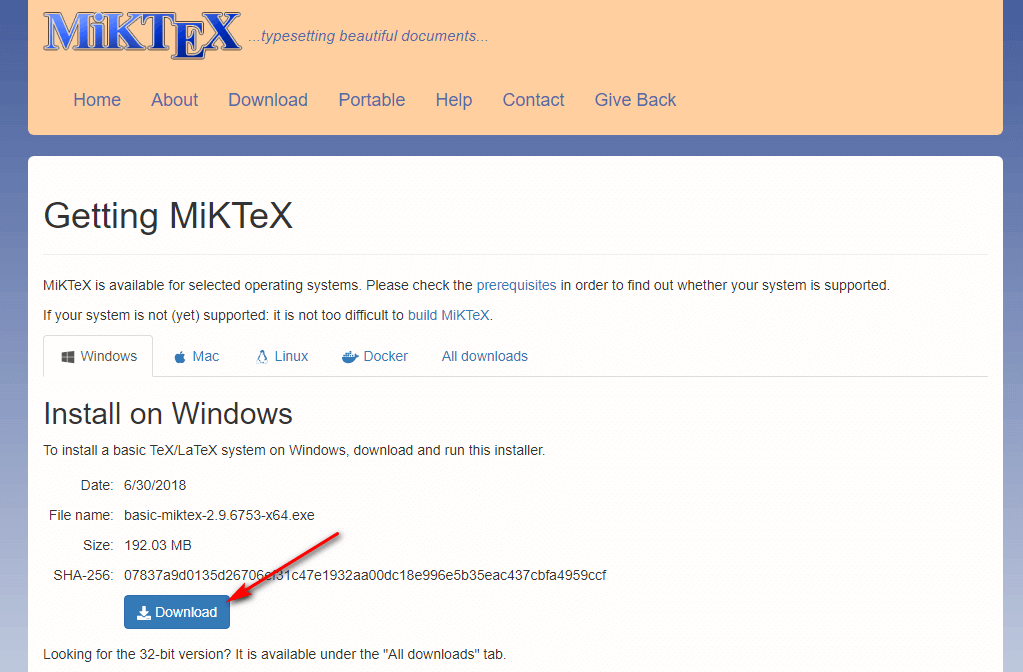 MiKTEX ...typesetting beautiful documents...
Home About Download Portable Help Contact Give Back
Getting MiKTeX
MiKTeX is available for selected operating systems. Please check the prerequisites in order to find out whether your system is supported.
If your system is not (yet) supported: it is not too difficult to build MiKTeX.
Windows Mac Linux Docker All downloads
Install on Windows
To install a basic TeX/LaTeX system on Windows, download and run this installer.
Date: 6/30/2018
File name: basic-miktex-2.9.6753-x64.exe
Size: 192.03 MB
SHA-256:
Download
Looking for the 32-bit version? It is available under the "All downloads" tab.